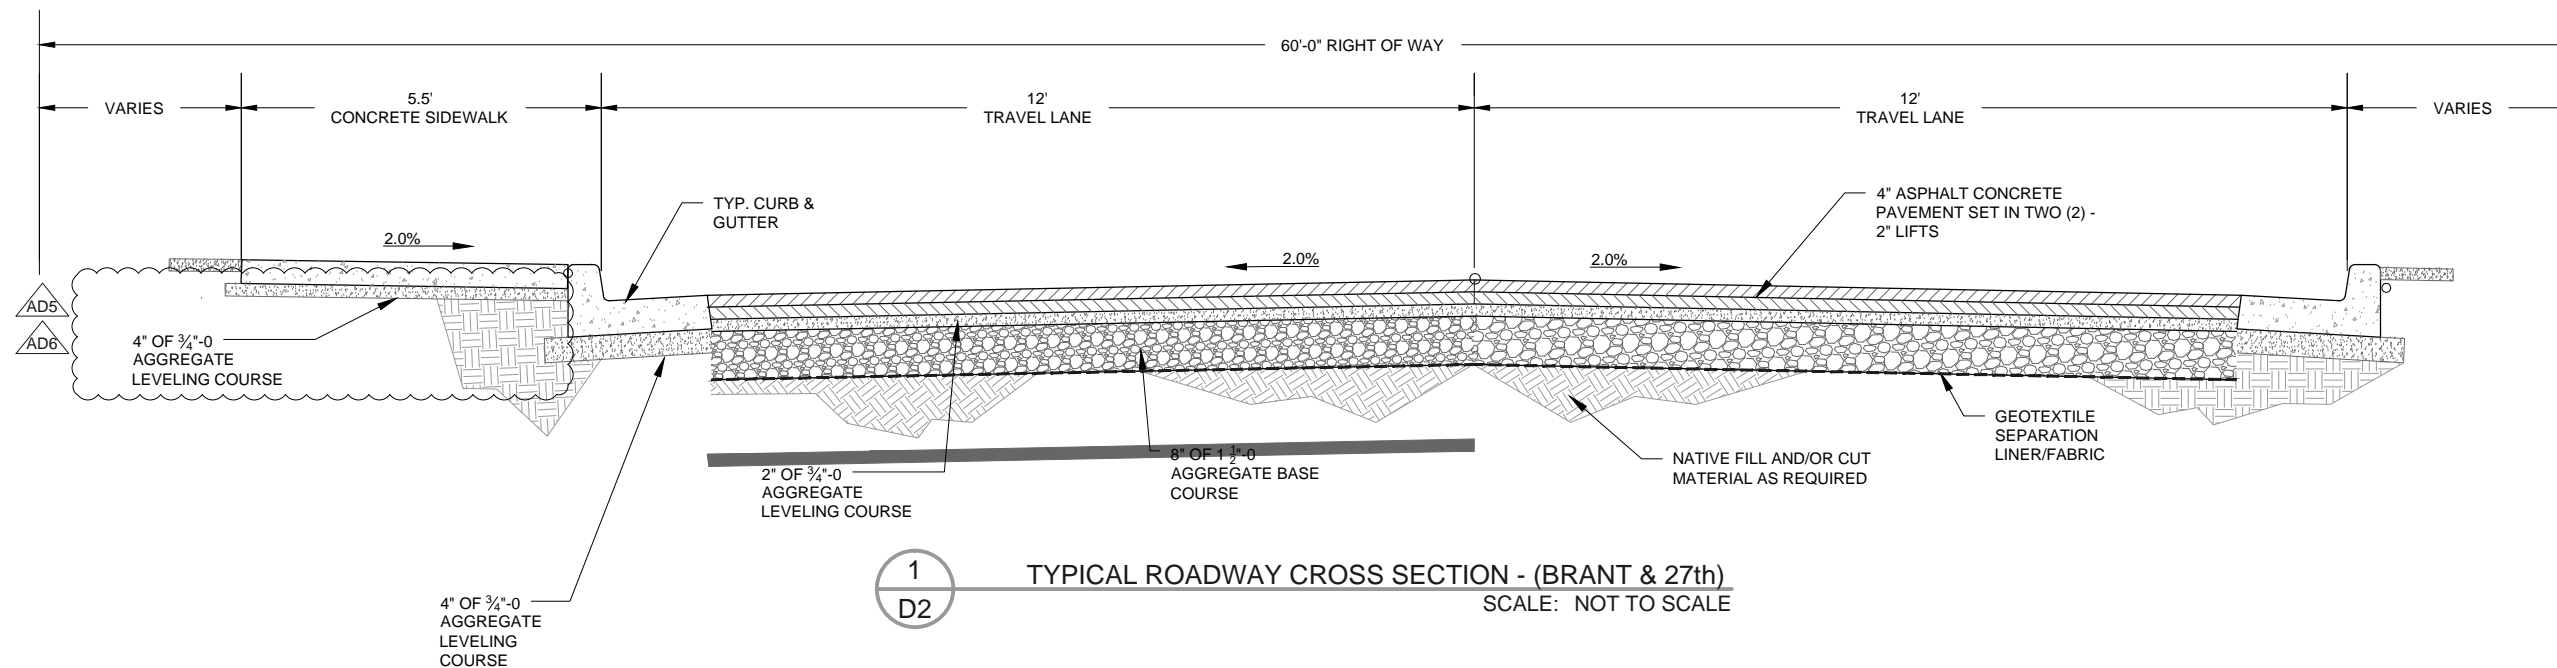 60'-0" RIGHT OF WAY
VARIES
5.5'
CONCRETE SIDEWALK
12'
TRAVEL LANE
12'
TRAVEL LANE
VARIES
TYP. CURB &
GUTTER
4" ASPHALT CONCRETE
PAVEMENT SET IN TWO (2) -
2" LIFTS
2.0%
2.0%
2.0%
AD5
AD6
4" OF ¾"-0
AGGREGATE
LEVELING COURSE
2" OF ¾"-0
AGGREGATE
LEVELING COURSE
8" OF 1 ½"-0
AGGREGATE BASE
COURSE
NATIVE FILL AND/OR CUT
MATERIAL AS REQUIRED
GEOTEXTILE
SEPARATION
LINER/FABRIC
4" OF ¾"-0
AGGREGATE
LEVELING
COURSE
1
D2
TYPICAL ROADWAY CROSS SECTION - (BRANT & 27th)
SCALE: NOT TO SCALE